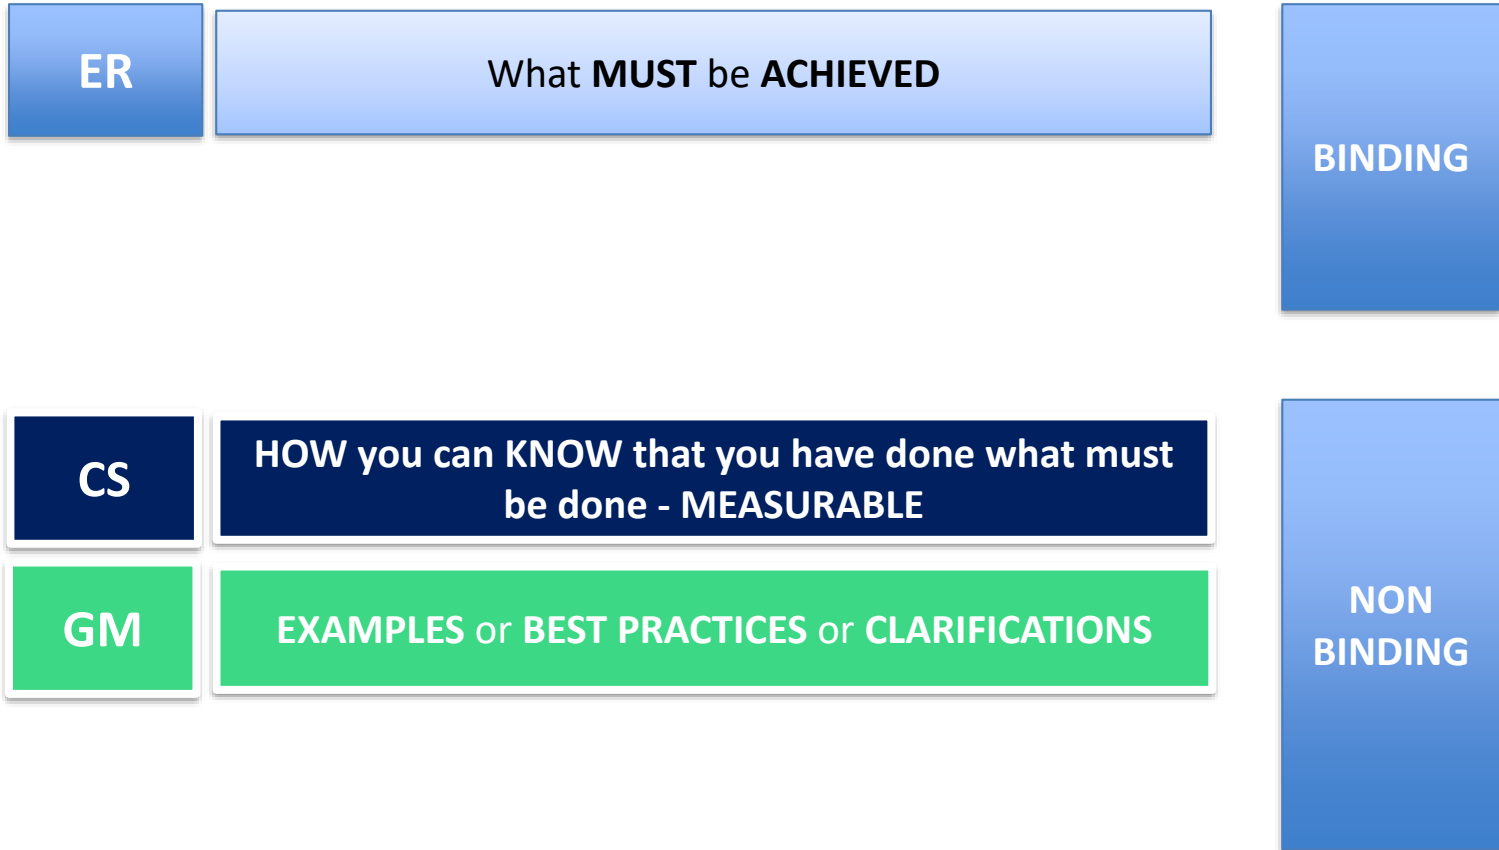 ER
What MUST be ACHIEVED
BINDING
CS
HOW you can KNOW that you have done what must
be done - MEASURABLE
GM
EXAMPLES or BEST PRACTICES or CLARIFICATIONS
NON
BINDING